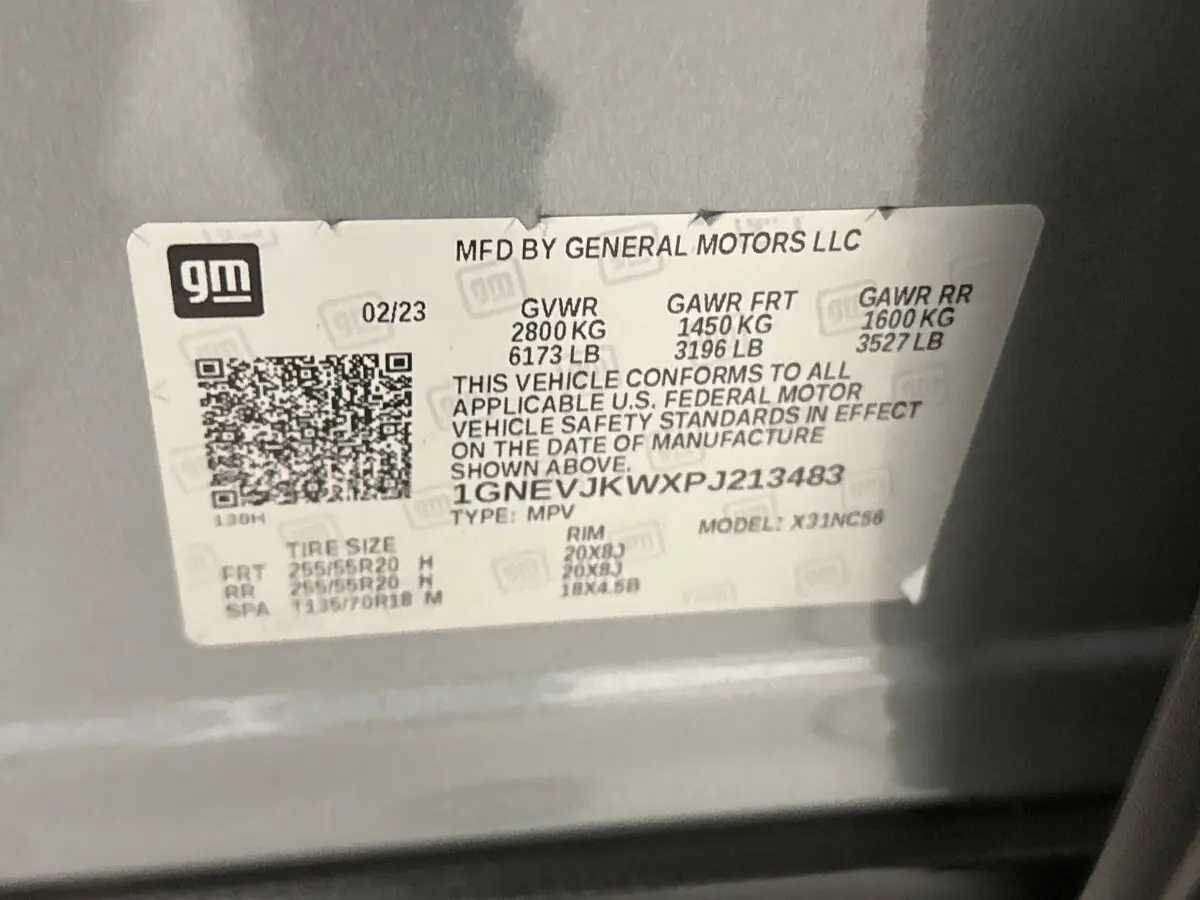 gm
MFD BY GENERAL MOTORS LLC
02/23
GVWR GAWR FRT GAWR RR
2800 KG 1450 KG 1600 KG
6173 LB 3196 LB 3527 LB
THIS VEHICLE CONFORMS TO ALL
APPLICABLE U.S. FEDERAL MOTOR
VEHICLE SAFETY STANDARDS IN EFFECT
ON THE DATE OF MANUFACTURE
SHOWN ABOVE.
1GNEVJKWXPJ213483
130H
TYPE: MPV MODEL: X31NC56
TIRE SIZE RIM
FRT 255/55R20 H 20X8J
RR 255/55R20 H 20X8J
SPA T135/70R18 M 18X4.5B